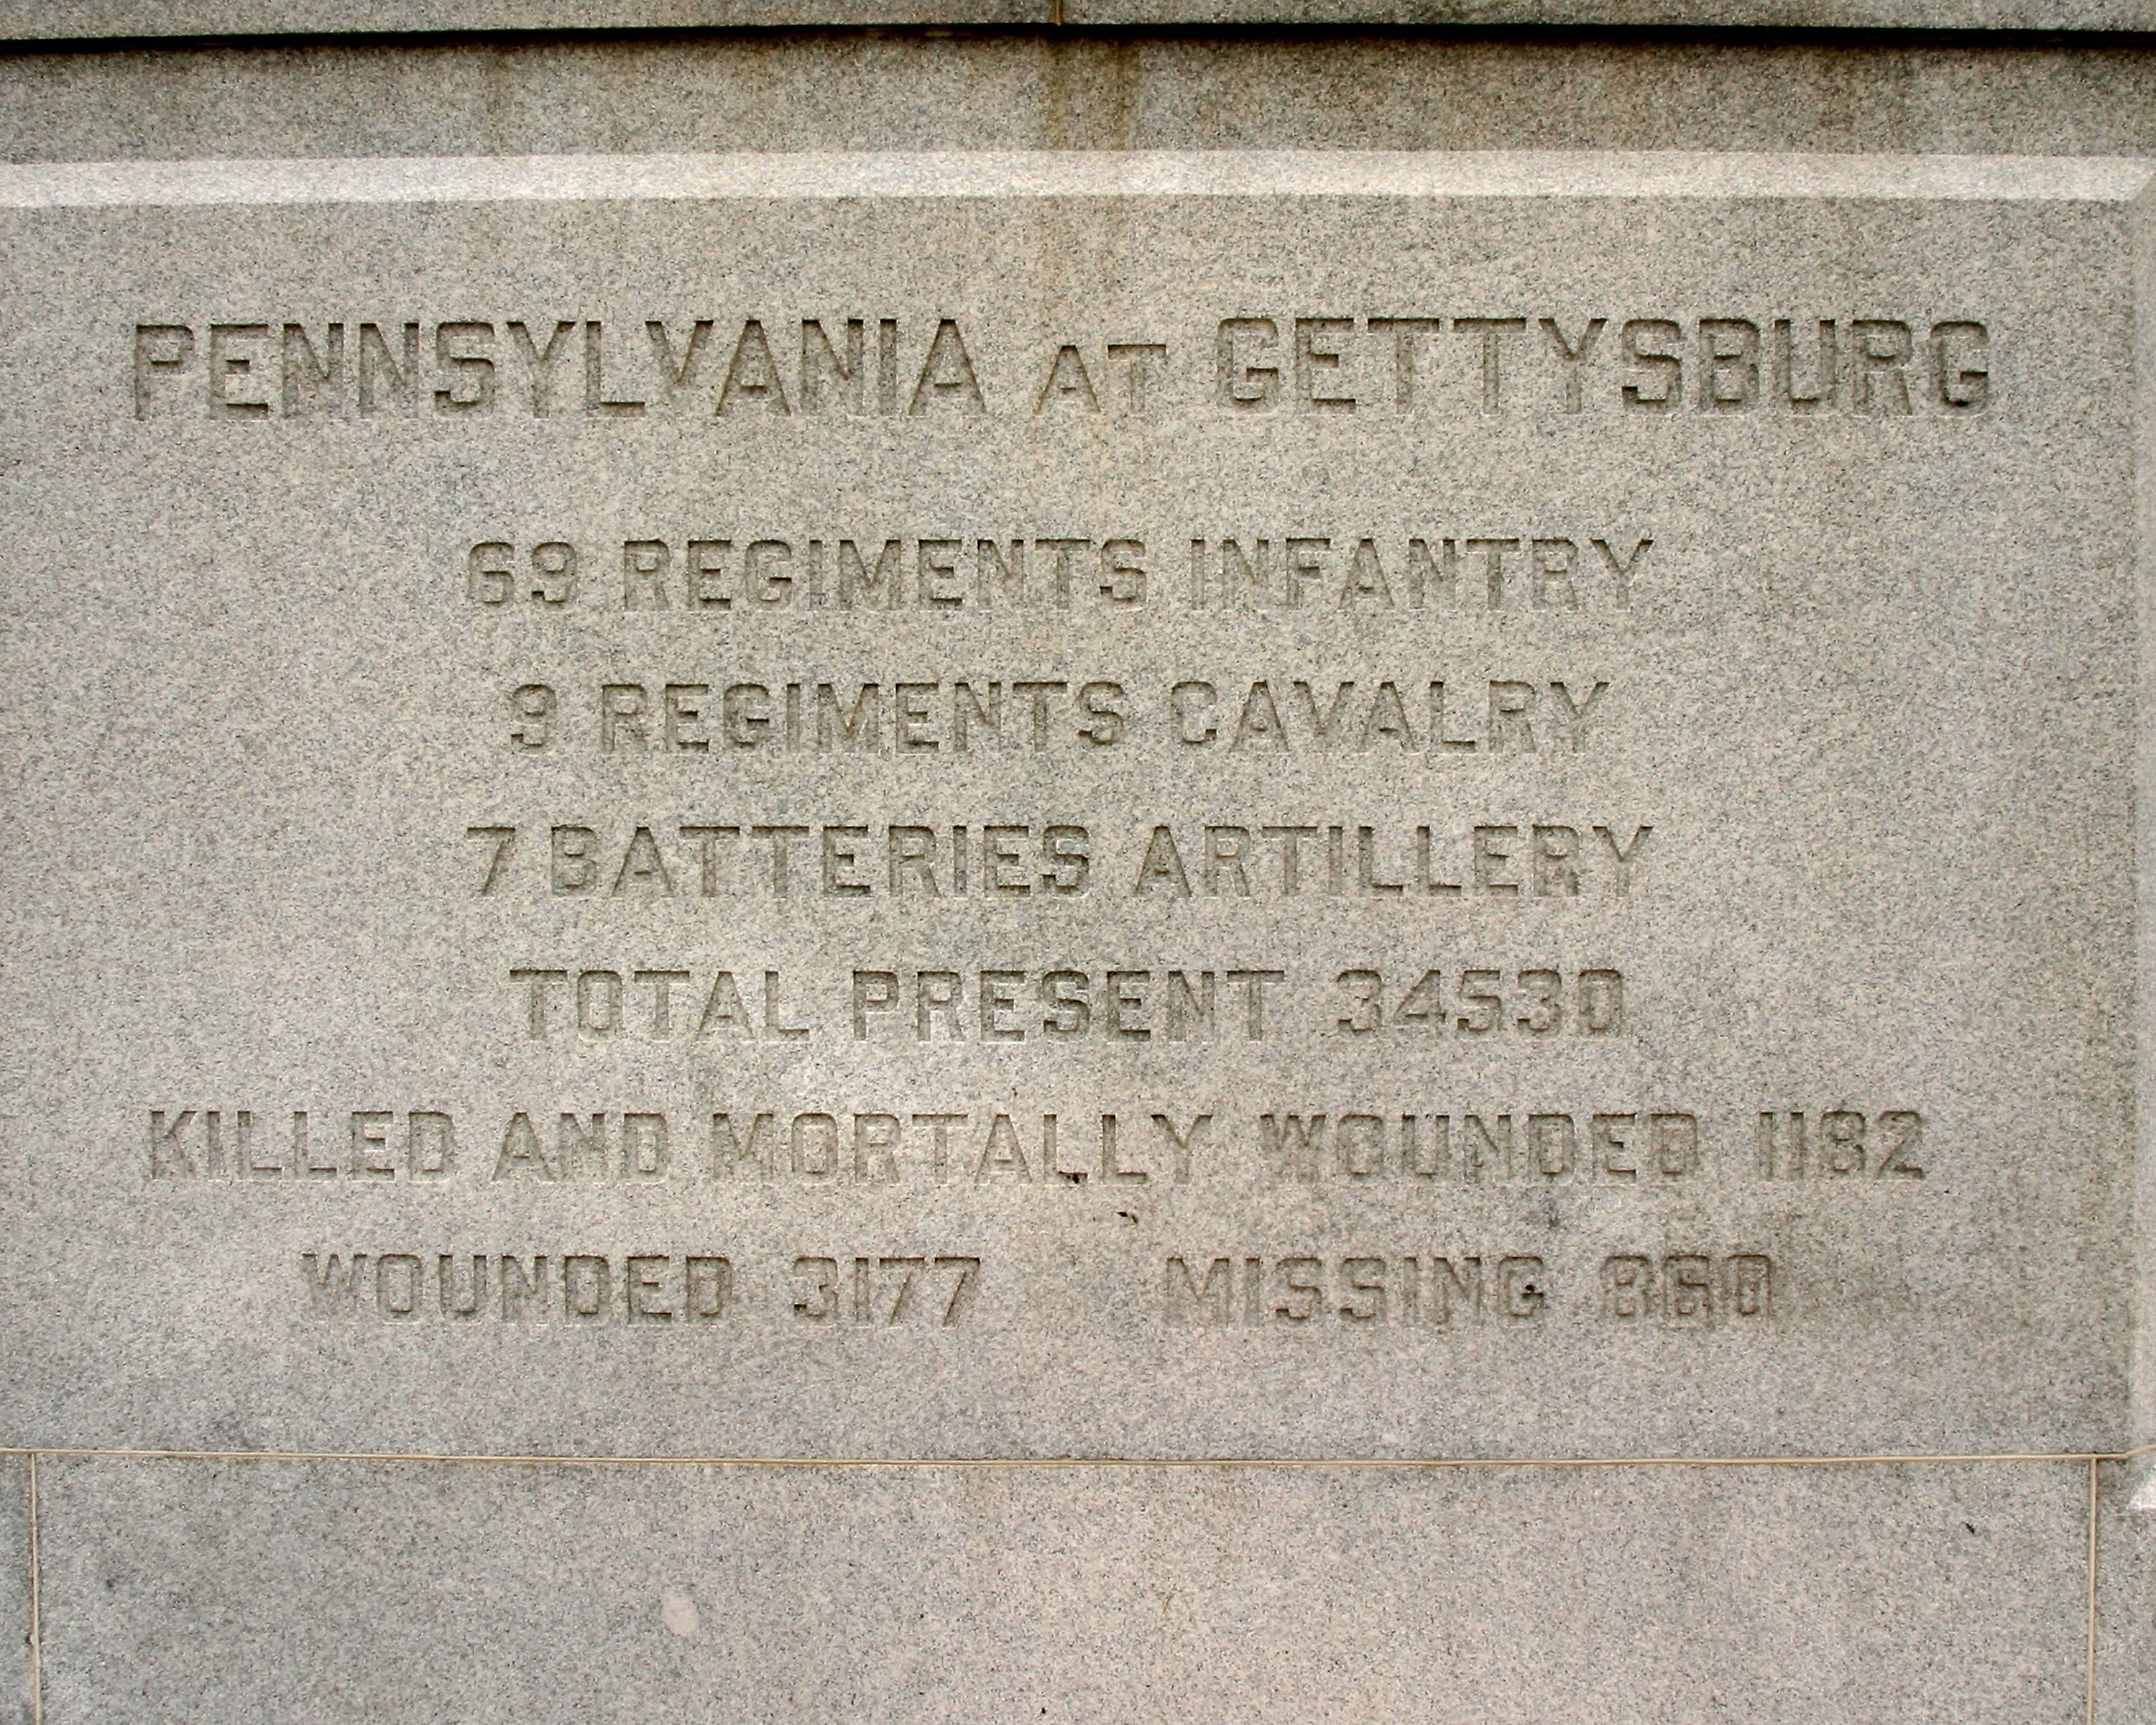 PENNSYLVANIA AT GETTYSBURG
69 REGIMENTS INFANTRY
9 REGIMENTS CAVALRY
7 BATTERIES ARTILLERY
TOTAL PRESENT 34530
KILLED AND MORTALLY WOUNDED 1182
WOUNDED 3177 MISSING 860